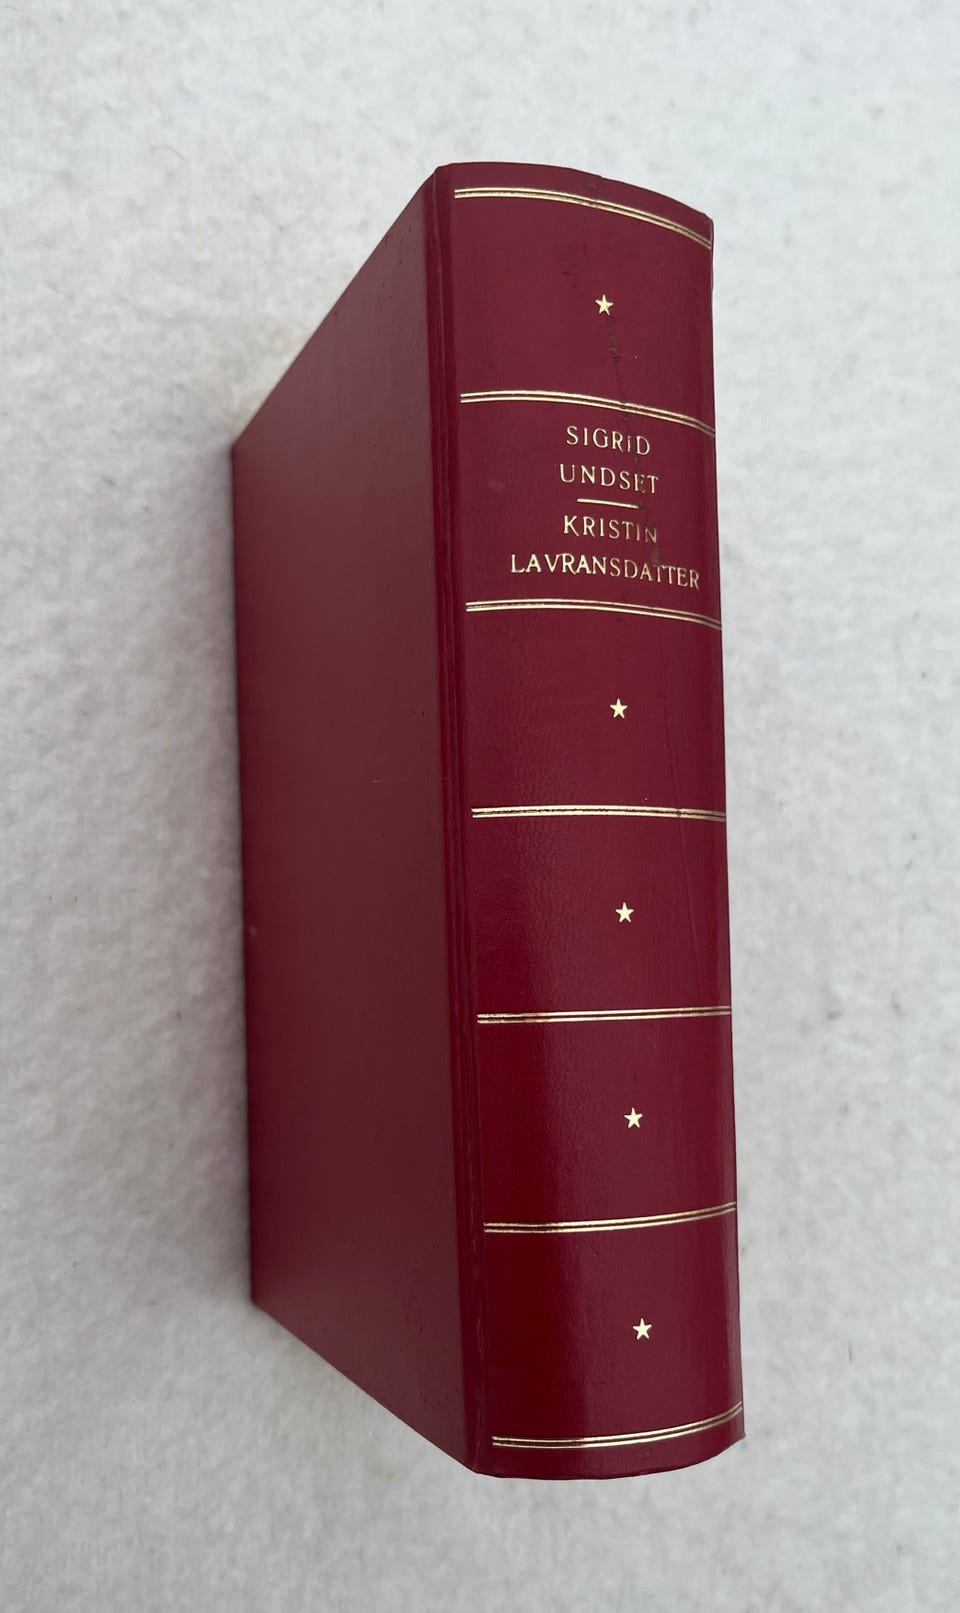 SIGRID
UNDSET
KRISTIN
LAVRANSDATTER